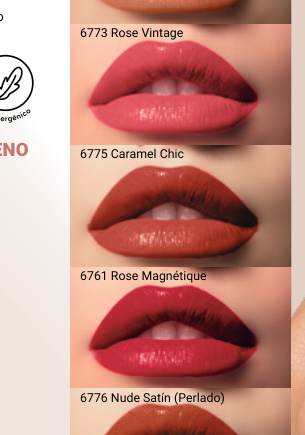 6773 Rose Vintage
ergénico
ENO
6775 Caramel Chic
6761 Rose Magnétique
6776 Nude Satín (Perlado)